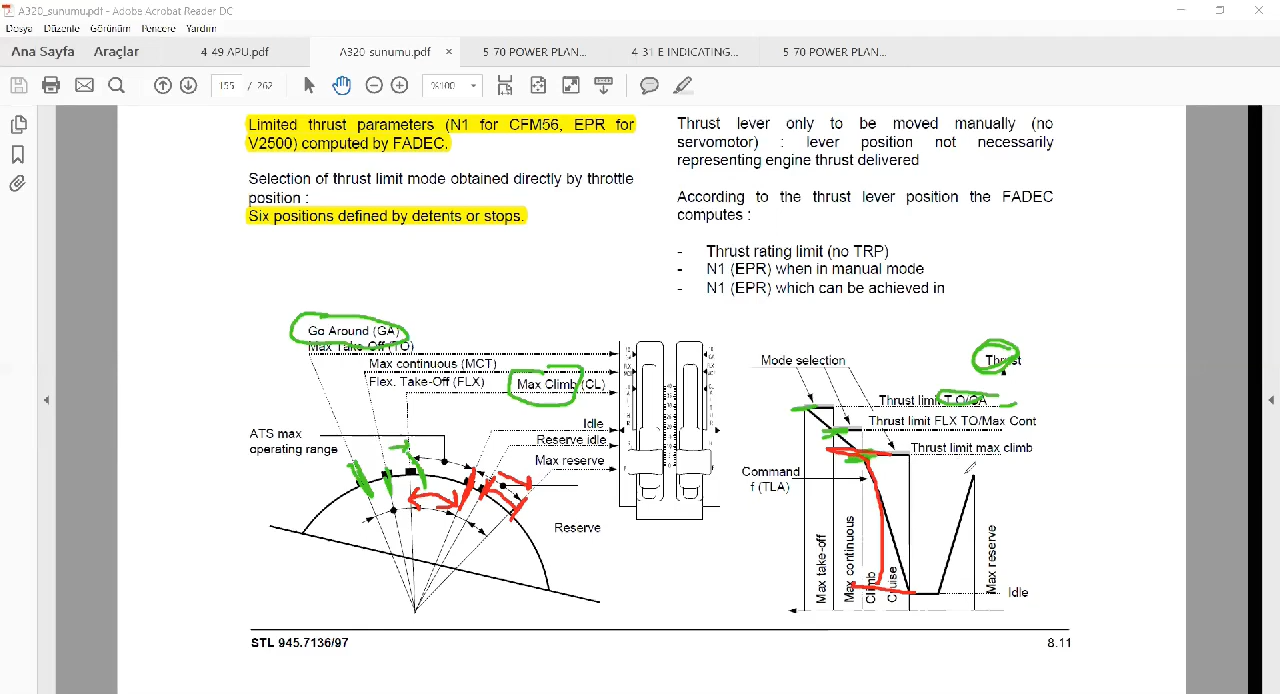 A320_sunumu.pdf - Adobe Acrobat Reader DC
Dosya Düzenle Görünüm Pencere Yardım
Ana Sayfa Araçlar 4-49 APU.pdf A320-sunumu.pdf × 5-70 POWER PLAN... 4-31 E INDICATING... 5-70 POWER PLAN...
155 / 262 %100
Limited thrust parameters (N1 for CFM56, EPR for
V2500) computed by FADEC.
Selection of thrust limit mode obtained directly by throttle
position :
Six positions defined by detents or stops.
Thrust lever only to be moved manually (no
servomotor) : lever position not necessarily
representing engine thrust delivered
According to the thrust lever position the FADEC
computes :
- Thrust rating limit (no TRP)
- N1 (EPR) when in manual mode
- N1 (EPR) which can be achieved in
Go Around (GA)
Max Take-Off (TO)
Max continuous (MCT)
Flex. Take-Off (FLX)
Max Climb (CL)
Idle
Reserve idle
Max reserve
ATS max
operating range
Reserve
Mode selection
Thrust
Thrust limit T.O/GA
Thrust limit FLX TO/Max Cont
Thrust limit max climb
Command
f (TLA)
Max take-off
Max continuous
Climb
Cruise
Max reserve
Idle
STL 945.7136/97
8.11